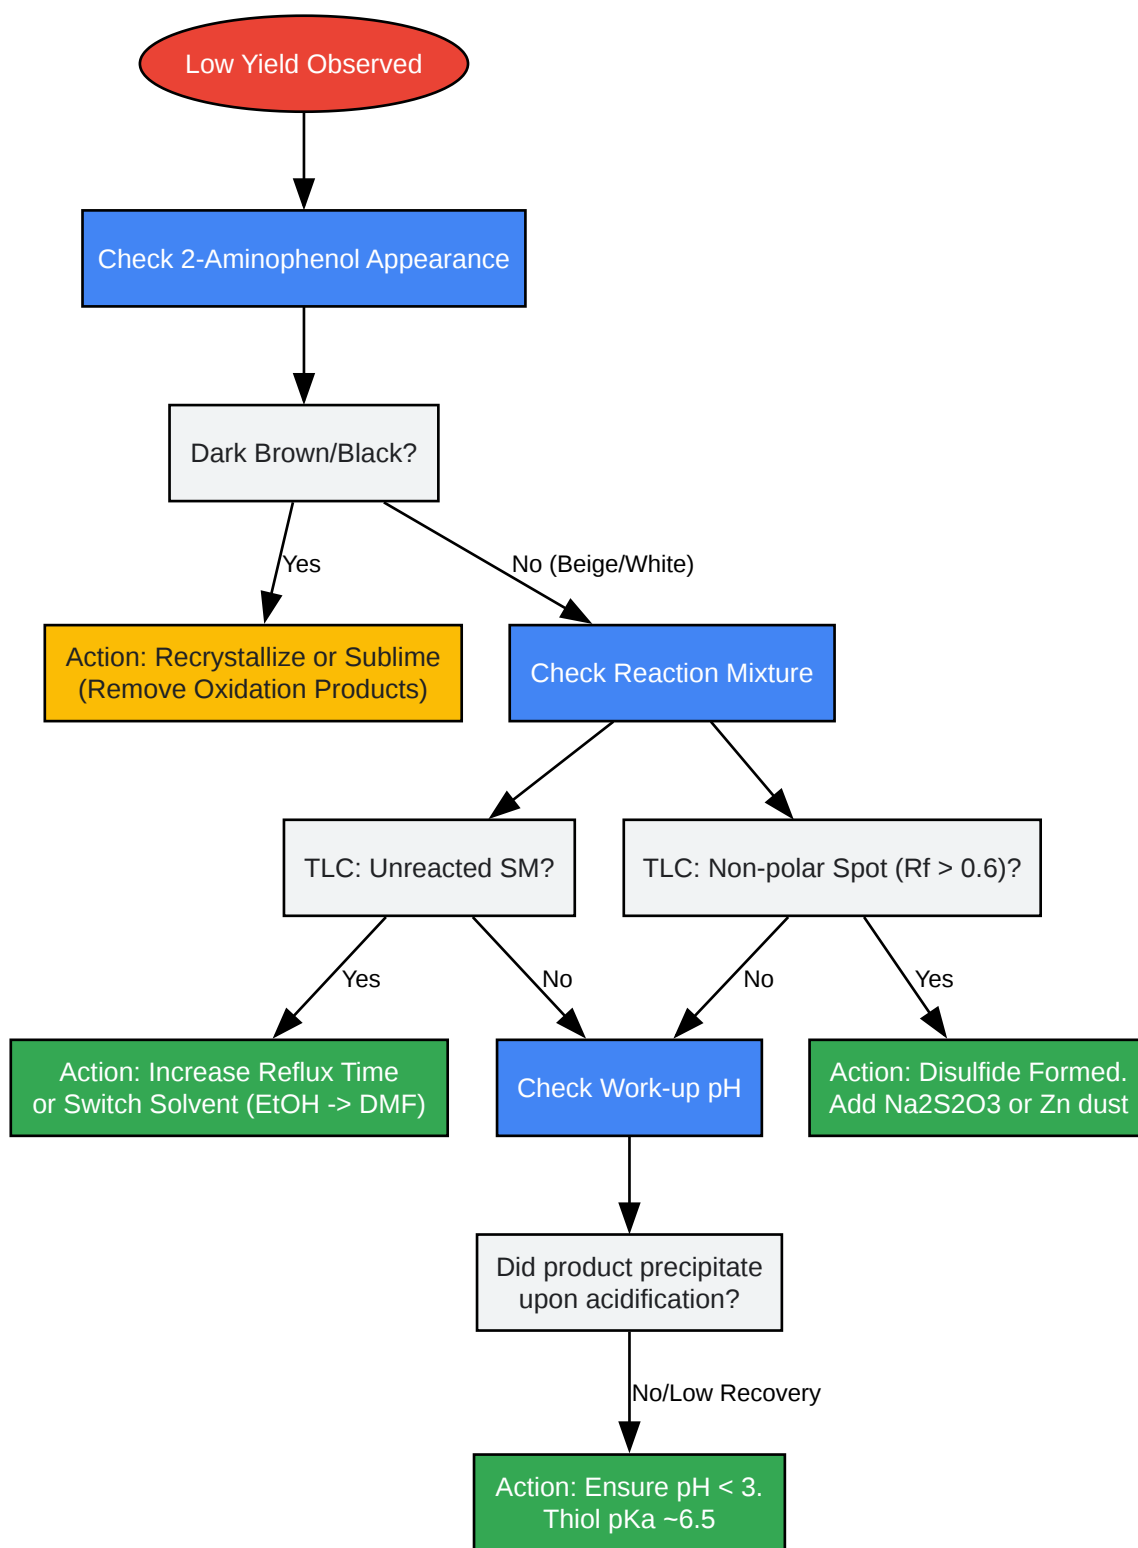 Low Yield Observed
Check 2-Aminophenol Appearance
Dark Brown/Black?
Yes
No (Beige/White)
Action: Recrystallize or Sublime
(Remove Oxidation Products)
Check Reaction Mixture
TLC: Unreacted SM?
TLC: Non-polar Spot (Rf > 0.6)?
Yes
No
No
Yes
Action: Increase Reflux Time
or Switch Solvent (EtOH -> DMF)
Check Work-up pH
Action: Disulfide Formed.
Add Na2S2O3 or Zn dust
Did product precipitate
upon acidification?
No/Low Recovery
Action: Ensure pH < 3.
Thiol pKa ~6.5